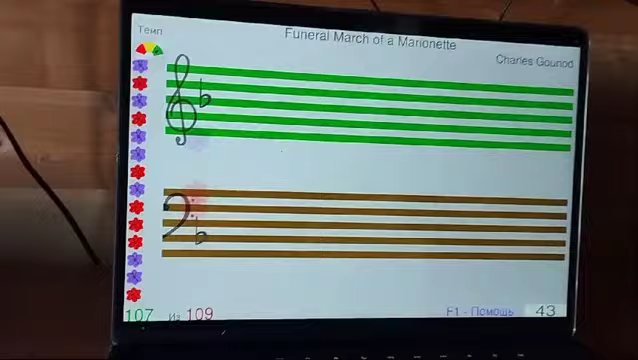 Темп
Funeral March of a Marionette
Charles Gounod
107 Из 109
F1 - Помощь 43